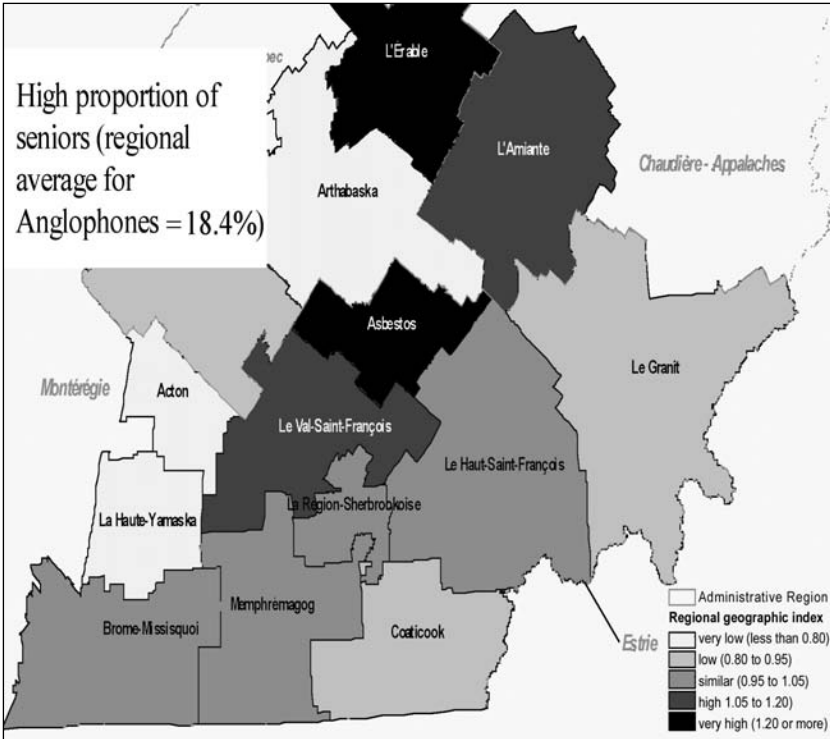 High proportion of
seniors (regional
average for
Anglophones = 18.4%)
L'Érable
L'Amiante
Chaudière - Appalaches
Arthabaska
Asbestos
Le Granit
Montérégie
Acton
Le Val-Saint-François
Le Haut-Saint-François
La Région-Sherbrookoise
La Haute-Yamaska
Memphrémagog
Brome-Missisquoi
Coaticook
Estrie
Administrative Region
Regional geographic index
very low (less than 0.80)
low (0.80 to 0.95)
similar (0.95 to 1.05)
high 1.05 to 1.20)
very high (1.20 or more)